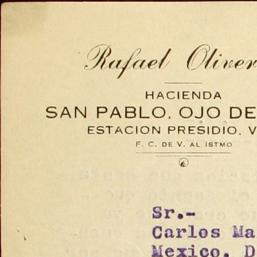 Rafael Oliver
HACIENDA
SAN PABLO, OJO DE
ESTACION PRESIDIO, V
F. C. DE V. AL ISTMO
Sr.-
Carlos Ma
Mexico, D